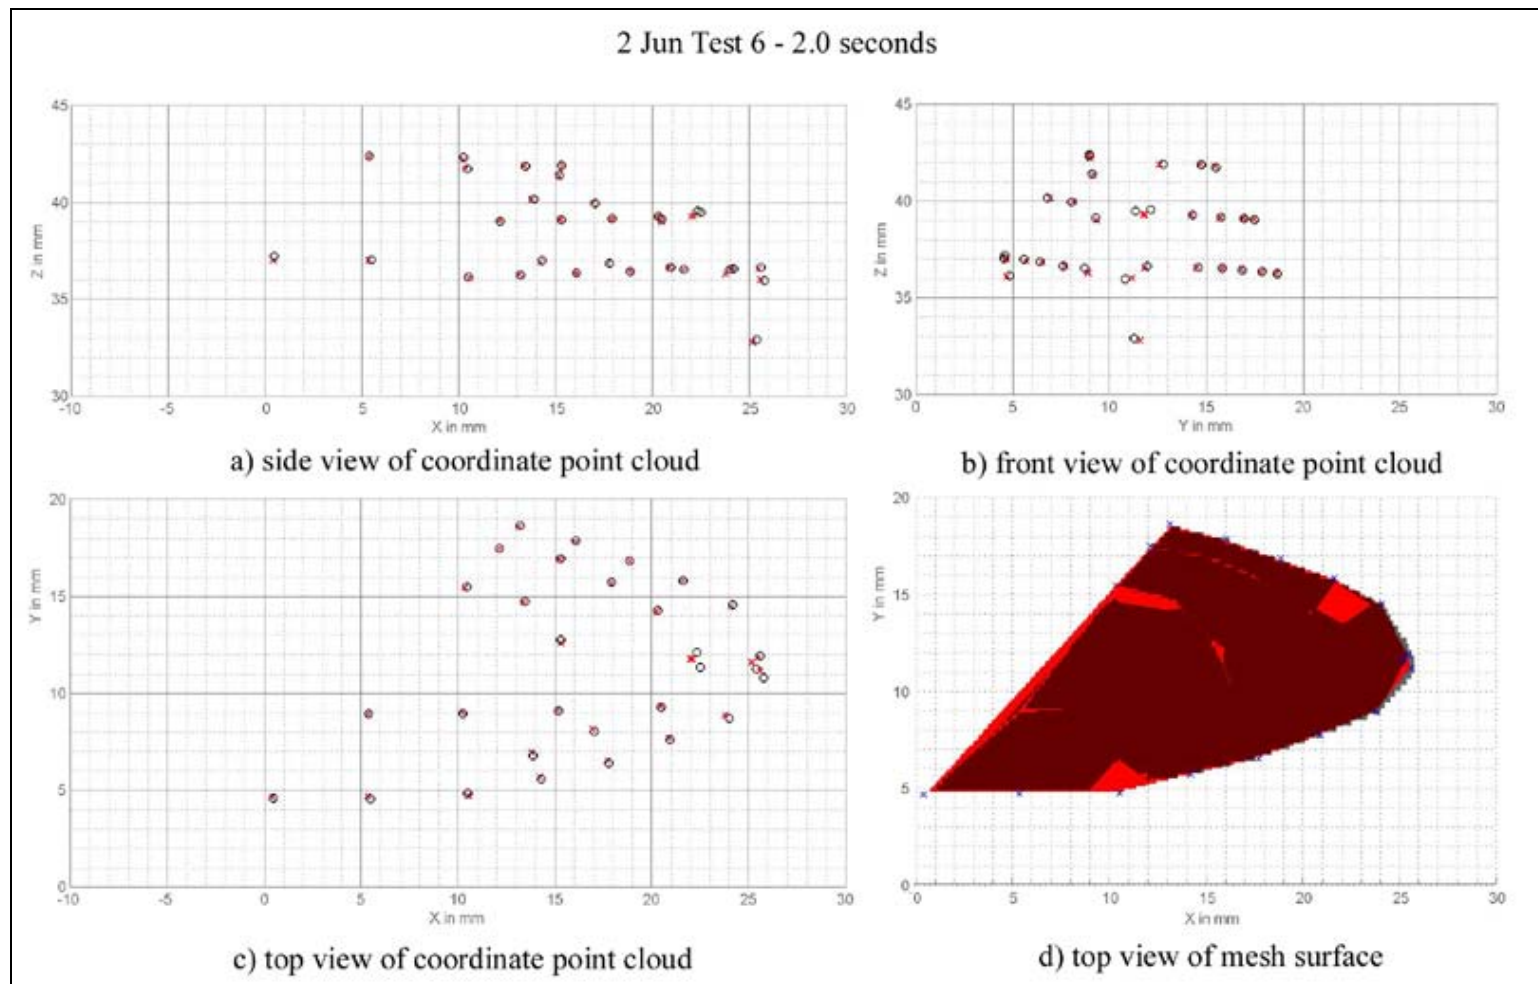 2 Jun Test 6 - 2.0 seconds
45
40
35
30
Z in mm
-10 -5 0 5 10 15 20 25 30
X in mm
a) side view of coordinate point cloud
45
40
35
30
Z in mm
0 5 10 15 20 25 30
Y in mm
b) front view of coordinate point cloud
20
15
10
5
0
Y in mm
-10 -5 0 5 10 15 20 25 30
X in mm
c) top view of coordinate point cloud
20
15
10
5
0
Y in mm
0 5 10 15 20 25 30
X in mm
d) top view of mesh surface